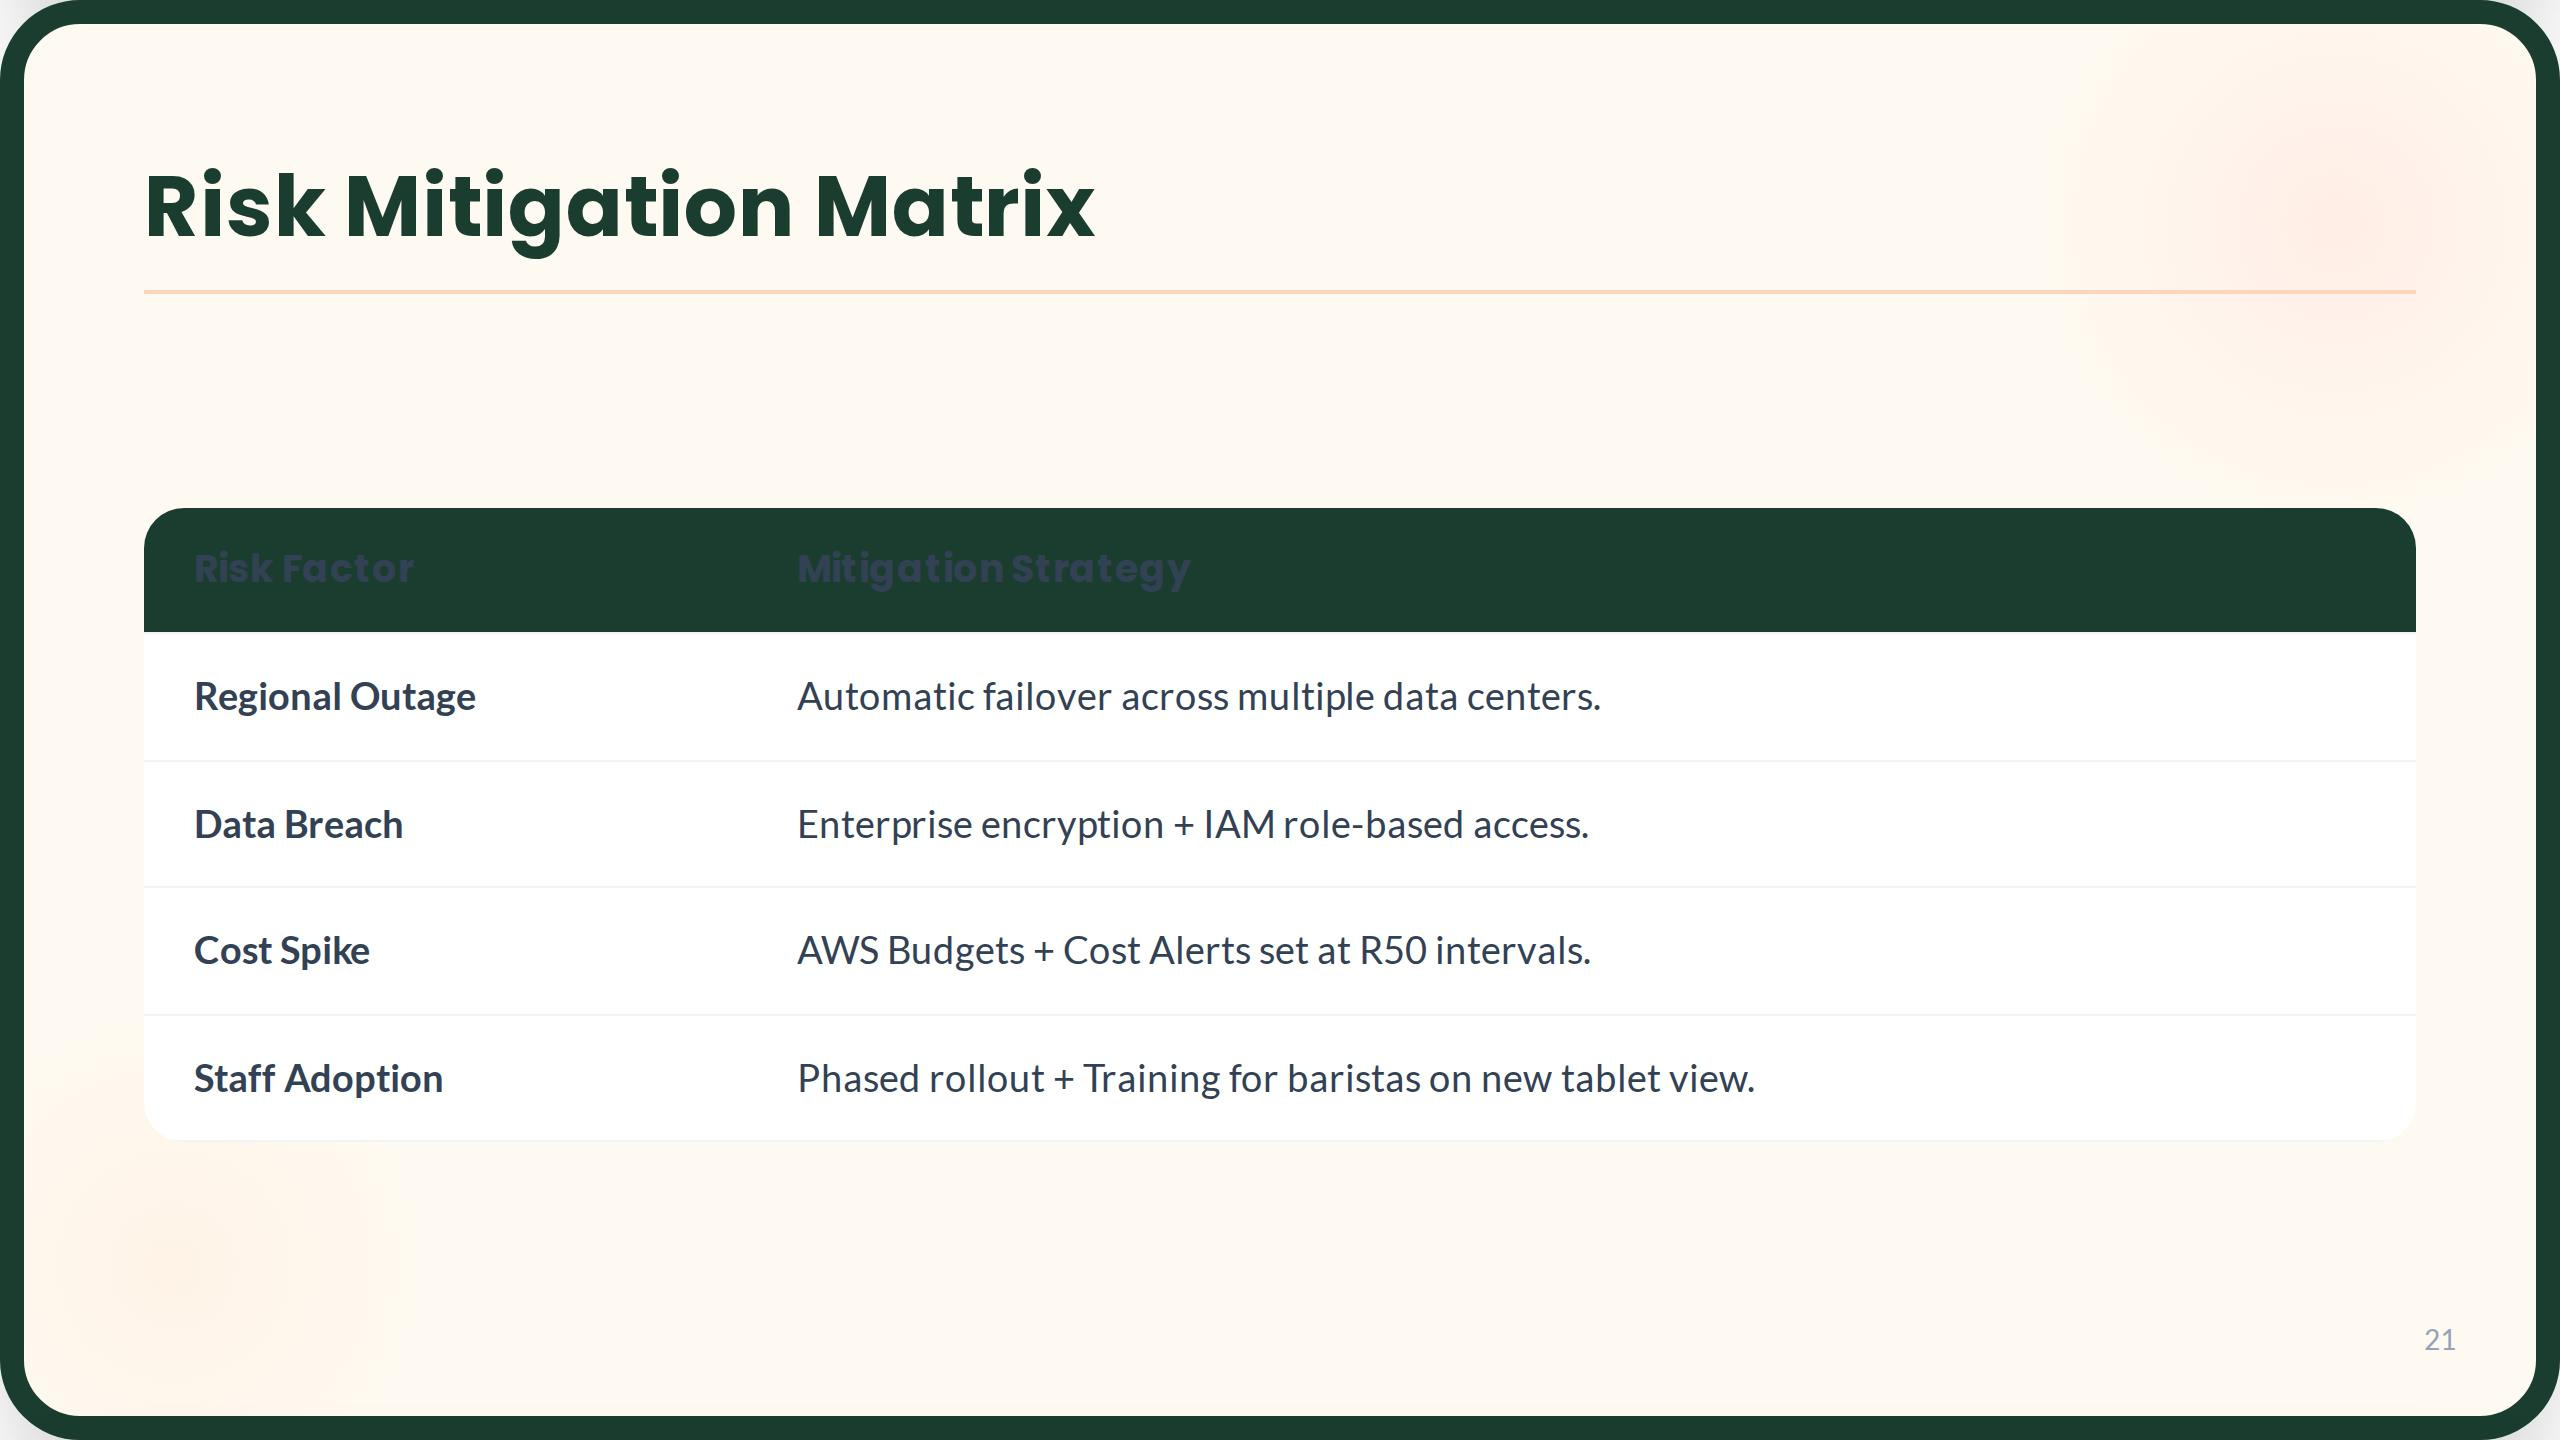 Risk Mitigation Matrix
Risk Factor Mitigation Strategy
Regional Outage Automatic failover across multiple data centers.
Data Breach Enterprise encryption + IAM role-based access.
Cost Spike AWS Budgets + Cost Alerts set at R50 intervals.
Staff Adoption Phased rollout + Training for baristas on new tablet view.
21